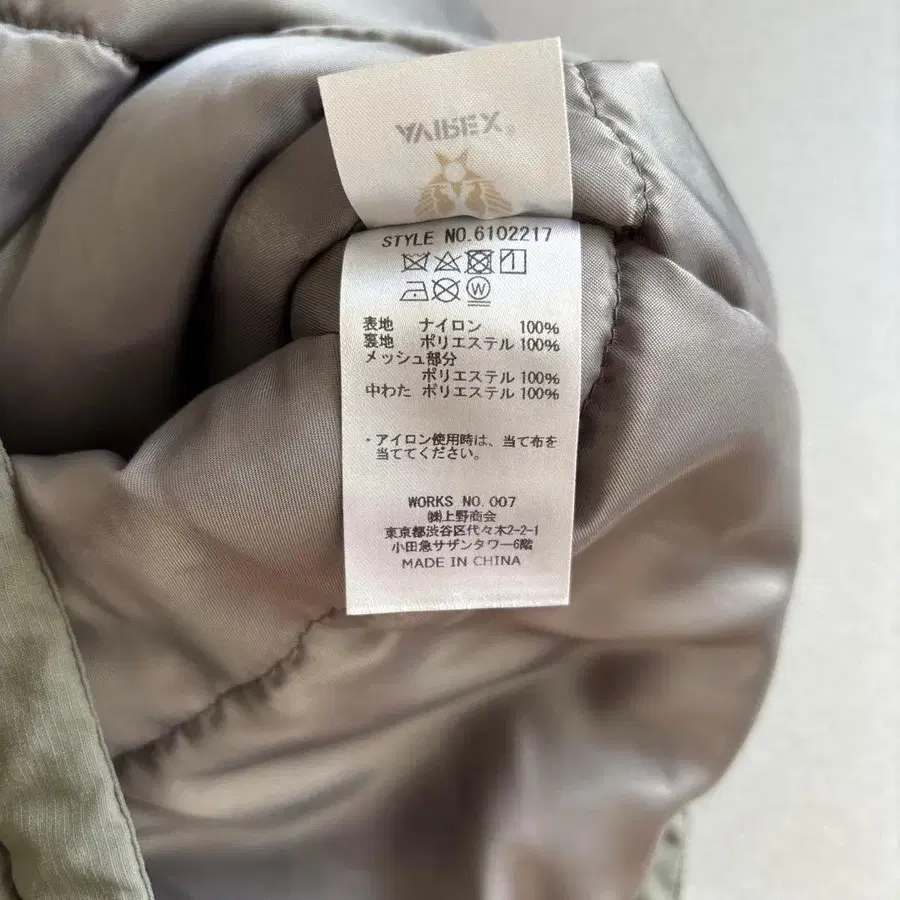 AVIREX®
STYLE NO.6102217
表地 ナイロン 100%
裏地 ポリエステル 100%
メッシュ部分
ポリエステル 100%
中わた ポリエステル 100%
・アイロン使用時は、当て布を
当ててください。
WORKS NO. 007
㈱上野商会
東京都渋谷区代々木2-2-1
小田急サザンタワー6階
MADE IN CHINA